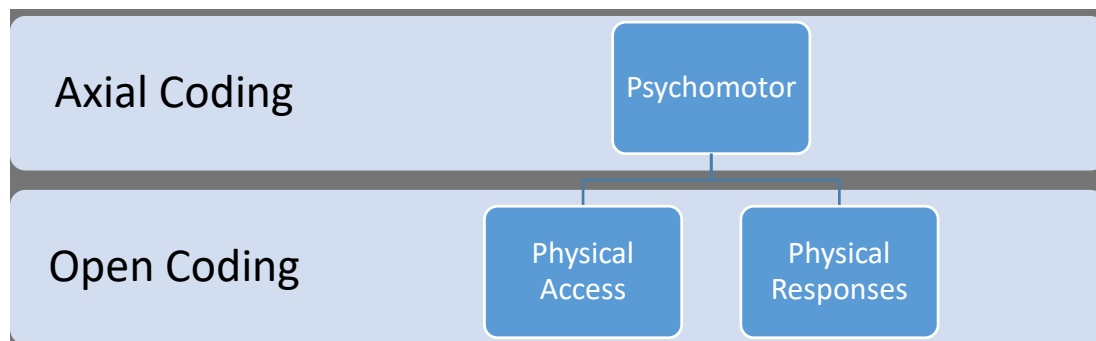 Axial Coding
Psychomotor
Open Coding
Physical
Access
Physical
Responses